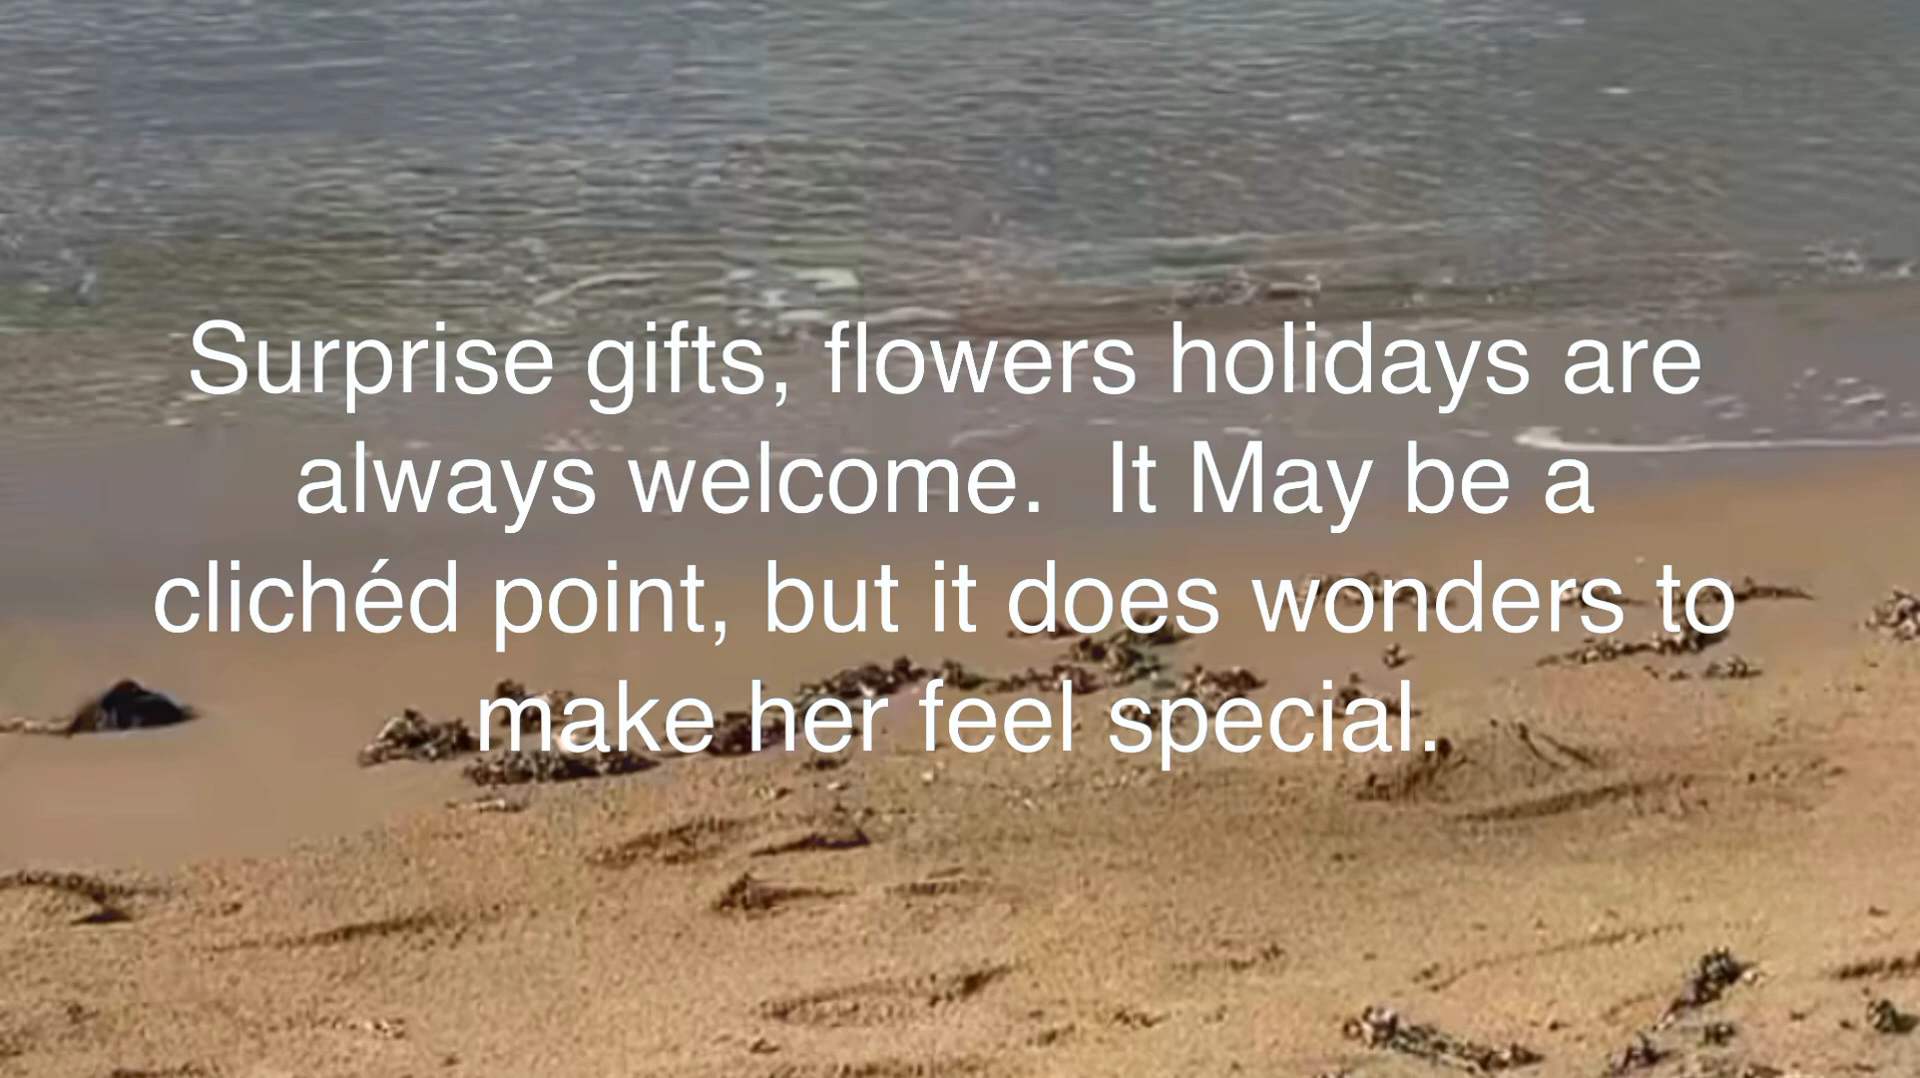 Surprise gifts, flowers holidays are
always welcome.  It May be a
clichéd point, but it does wonders to
make her feel special.